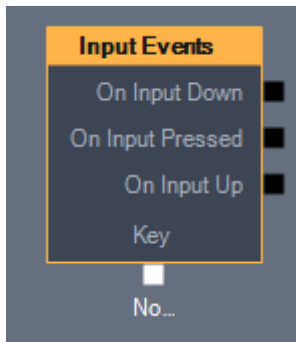 Input Events
On Input Down
On Input Pressed
On Input Up
Key
No...